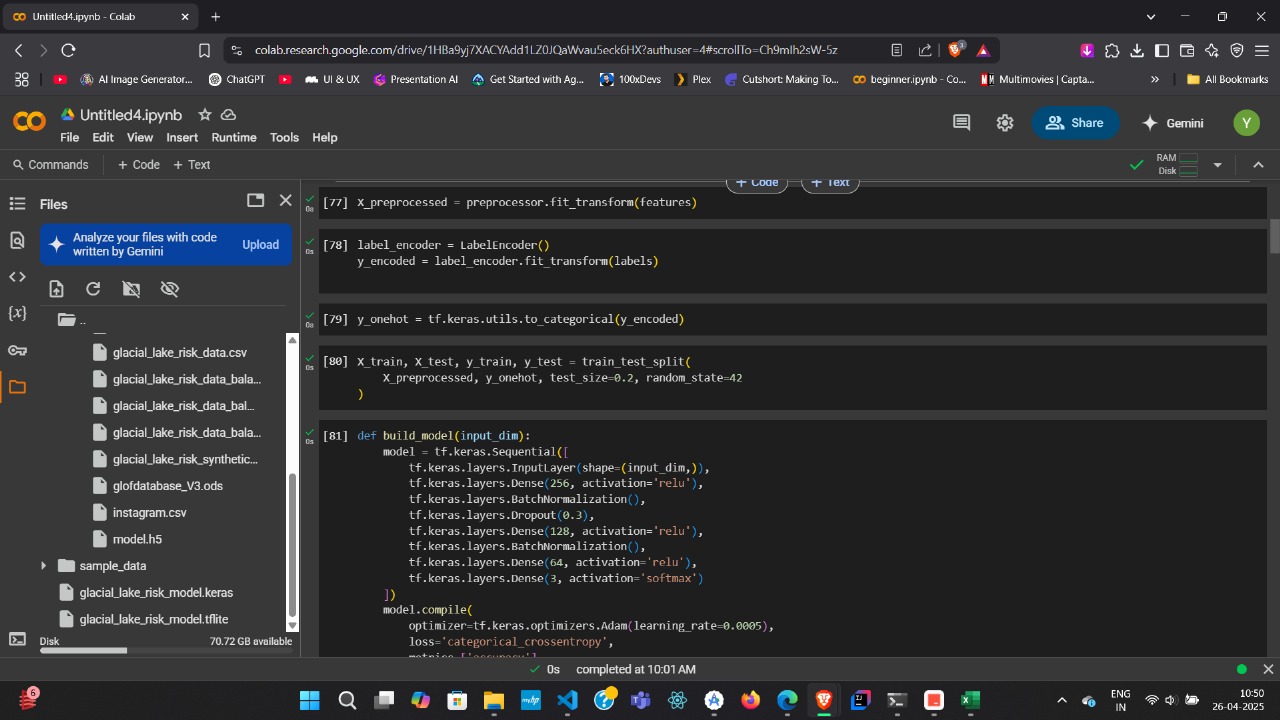 Untitled4.ipynb - Colab
colab.research.google.com/drive/1HBa9yj7XACYAdd1LZ0JQaWvau5eck6HX?authuser=4#scrollTo=Ch9mIh2sW-5z
AI Image Generator...
ChatGPT
UI & UX
Presentation AI
Get Started with Ag...
100xDevs
Plex
Cutshort: Making To...
beginner.ipynb - Co...
Multimovies | Capta...
All Bookmarks
Untitled4.ipynb
File Edit View Insert Runtime Tools Help
Share
Gemini
Y
Commands + Code + Text
RAM
Disk
Files
Analyze your files with code
written by Gemini
Upload
..
glacial_lake_risk_data.csv
glacial_lake_risk_data_bala...
glacial_lake_risk_data_bal...
glacial_lake_risk_data_bala...
glacial_lake_risk_synthetic...
glofdatabase_V3.ods
instagram.csv
model.h5
sample_data
glacial_lake_risk_model.keras
glacial_lake_risk_model.tflite
Disk 70.72 GB available
+ Code + Text
[77] X_preprocessed = preprocessor.fit_transform(features)
0s
[78] label_encoder = LabelEncoder()
0s
y_encoded = label_encoder.fit_transform(labels)
[79] y_onehot = tf.keras.utils.to_categorical(y_encoded)
0s
[80] X_train, X_test, y_train, y_test = train_test_split(
0s
X_preprocessed, y_onehot, test_size=0.2, random_state=42
)
[81] def build_model(input_dim):
0s
model = tf.keras.Sequential([
tf.keras.layers.InputLayer(shape=(input_dim,)),
tf.keras.layers.Dense(256, activation='relu'),
tf.keras.layers.BatchNormalization(),
tf.keras.layers.Dropout(0.3),
tf.keras.layers.Dense(128, activation='relu'),
tf.keras.layers.BatchNormalization(),
tf.keras.layers.Dense(64, activation='relu'),
tf.keras.layers.Dense(3, activation='softmax')
])
model.compile(
optimizer=tf.keras.optimizers.Adam(learning_rate=0.0005),
loss='categorical_crossentropy',
metrics=['accuracy']
0s completed at 10:01 AM
6
ENG
IN
10:50
26-04-2025